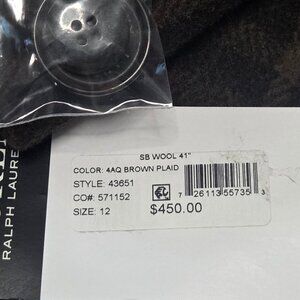 REN
RALPH LAURE
SB WOOL 41"
COLOR: 4AQ BROWN PLAID
STYLE: 43651
CO#: 571152
SIZE: 12
$450.00
7 26113 55735 3